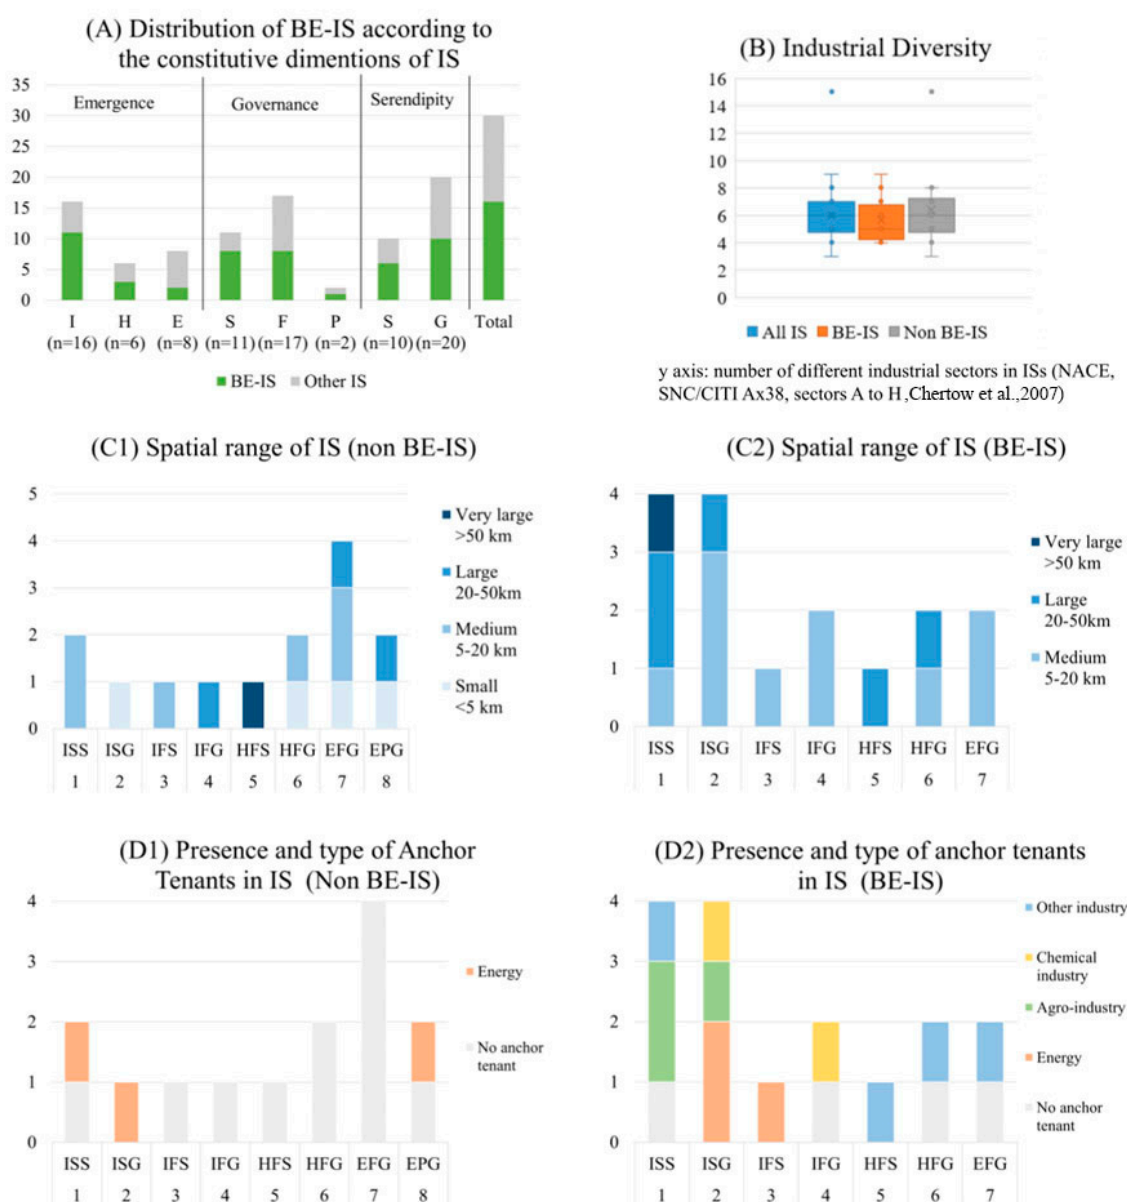 (A) Distribution of BE-IS according to
the constitutive dimentions of IS
35
30
25
20
15
10
5
0
Emergence
Governance
Serendipity
I H E S F P S G Total
(n=16) (n=6) (n=8) (n=11) (n=17) (n=2) (n=10) (n=20)
BE-IS Other IS
(B) Industrial Diversity
16
14
12
10
8
6
4
2
0
All IS BE-IS Non BE-IS
y axis: number of different industrial sectors in ISs (NACE,
SNC/CITI Ax38, sectors A to H ,Chertow et al.,2007)
(C1) Spatial range of IS (non BE-IS)
5
4
3
2
1
0
ISS ISG IFS IFG HFS HFG EFG EPG
1 2 3 4 5 6 7 8
Very large
>50 km
Large
20-50km
Medium
5-20 km
Small
<5 km
(C2) Spatial range of IS (BE-IS)
4
3
2
1
0
ISS ISG IFS IFG HFS HFG EFG
1 2 3 4 5 6 7
Very large
>50 km
Large
20-50km
Medium
5-20 km
(D1) Presence and type of Anchor
Tenants in IS (Non BE-IS)
4
3
2
1
0
ISS ISG IFS IFG HFS HFG EFG EPG
1 2 3 4 5 6 7 8
Energy
No anchor
tenant
(D2) Presence and type of anchor tenants
in IS (BE-IS)
4
3
2
1
0
ISS ISG IFS IFG HFS HFG EFG
1 2 3 4 5 6 7
Other industry
Chemical
industry
Agro-industry
Energy
No anchor
tenant